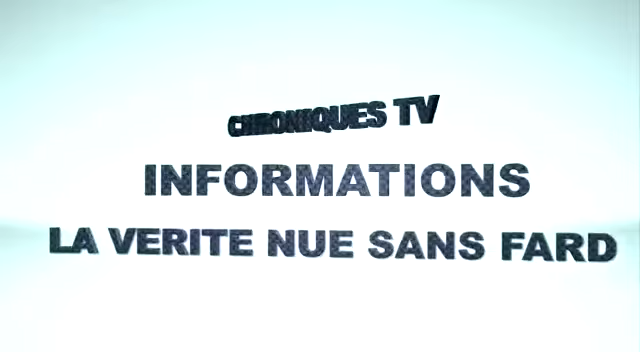 CHRONIQUES TV
INFORMATIONS
LA VERITE NUE SANS FARD